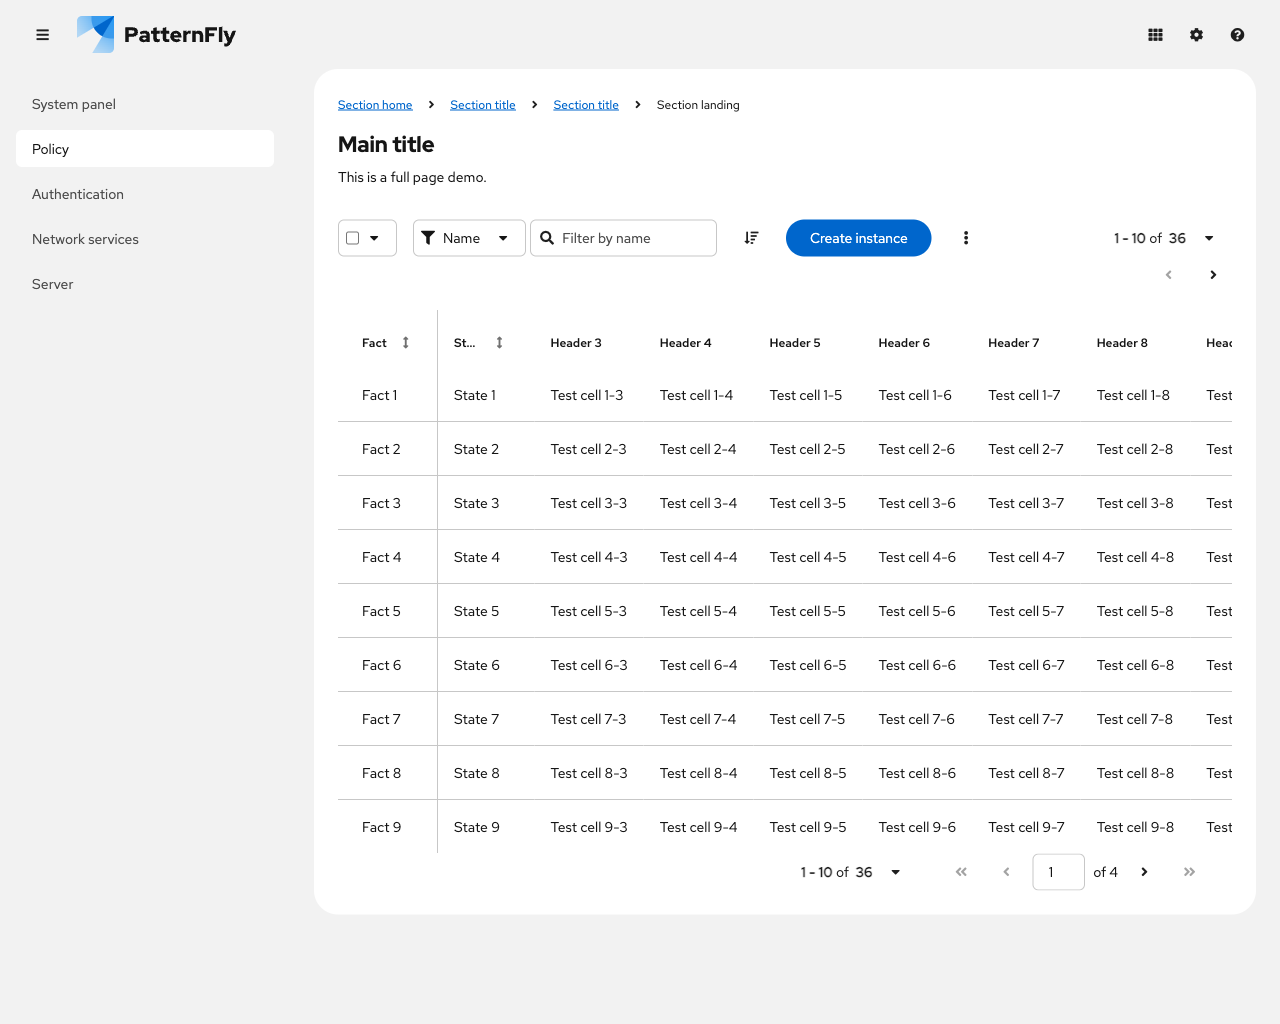 PatternFly
System panel
Policy
Authentication
Network services
Server
Section home Section title Section title Section landing
Main title
This is a full page demo.
Name Filter by name Create instance 1 - 10 of 36
Fact St... Header 3 Header 4 Header 5 Header 6 Header 7 Header 8 Head
Fact 1 State 1 Test cell 1-3 Test cell 1-4 Test cell 1-5 Test cell 1-6 Test cell 1-7 Test cell 1-8 Test
Fact 2 State 2 Test cell 2-3 Test cell 2-4 Test cell 2-5 Test cell 2-6 Test cell 2-7 Test cell 2-8 Test
Fact 3 State 3 Test cell 3-3 Test cell 3-4 Test cell 3-5 Test cell 3-6 Test cell 3-7 Test cell 3-8 Test
Fact 4 State 4 Test cell 4-3 Test cell 4-4 Test cell 4-5 Test cell 4-6 Test cell 4-7 Test cell 4-8 Test
Fact 5 State 5 Test cell 5-3 Test cell 5-4 Test cell 5-5 Test cell 5-6 Test cell 5-7 Test cell 5-8 Test
Fact 6 State 6 Test cell 6-3 Test cell 6-4 Test cell 6-5 Test cell 6-6 Test cell 6-7 Test cell 6-8 Test
Fact 7 State 7 Test cell 7-3 Test cell 7-4 Test cell 7-5 Test cell 7-6 Test cell 7-7 Test cell 7-8 Test
Fact 8 State 8 Test cell 8-3 Test cell 8-4 Test cell 8-5 Test cell 8-6 Test cell 8-7 Test cell 8-8 Test
Fact 9 State 9 Test cell 9-3 Test cell 9-4 Test cell 9-5 Test cell 9-6 Test cell 9-7 Test cell 9-8 Test
1 - 10 of 36 1 of 4